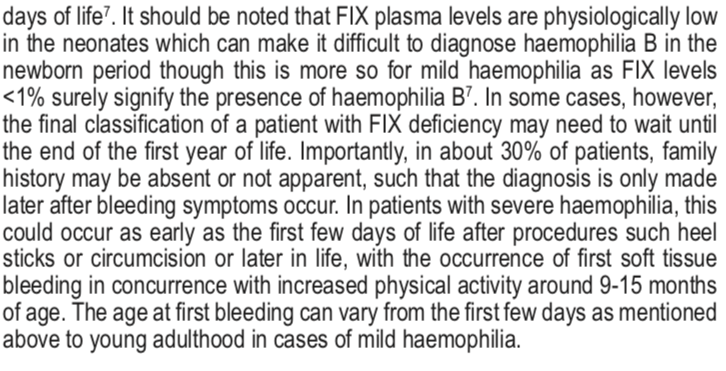 days of life⁷. It should be noted that FIX plasma levels are physiologically low
in the neonates which can make it difficult to diagnose haemophilia B in the
newborn period though this is more so for mild haemophilia as FIX levels
<1% surely signify the presence of haemophilia B⁷. In some cases, however,
the final classification of a patient with FIX deficiency may need to wait until
the end of the first year of life. Importantly, in about 30% of patients, family
history may be absent or not apparent, such that the diagnosis is only made
later after bleeding symptoms occur. In patients with severe haemophilia, this
could occur as early as the first few days of life after procedures such heel
sticks or circumcision or later in life, with the occurrence of first soft tissue
bleeding in concurrence with increased physical activity around 9-15 months
of age. The age at first bleeding can vary from the first few days as mentioned
above to young adulthood in cases of mild haemophilia.